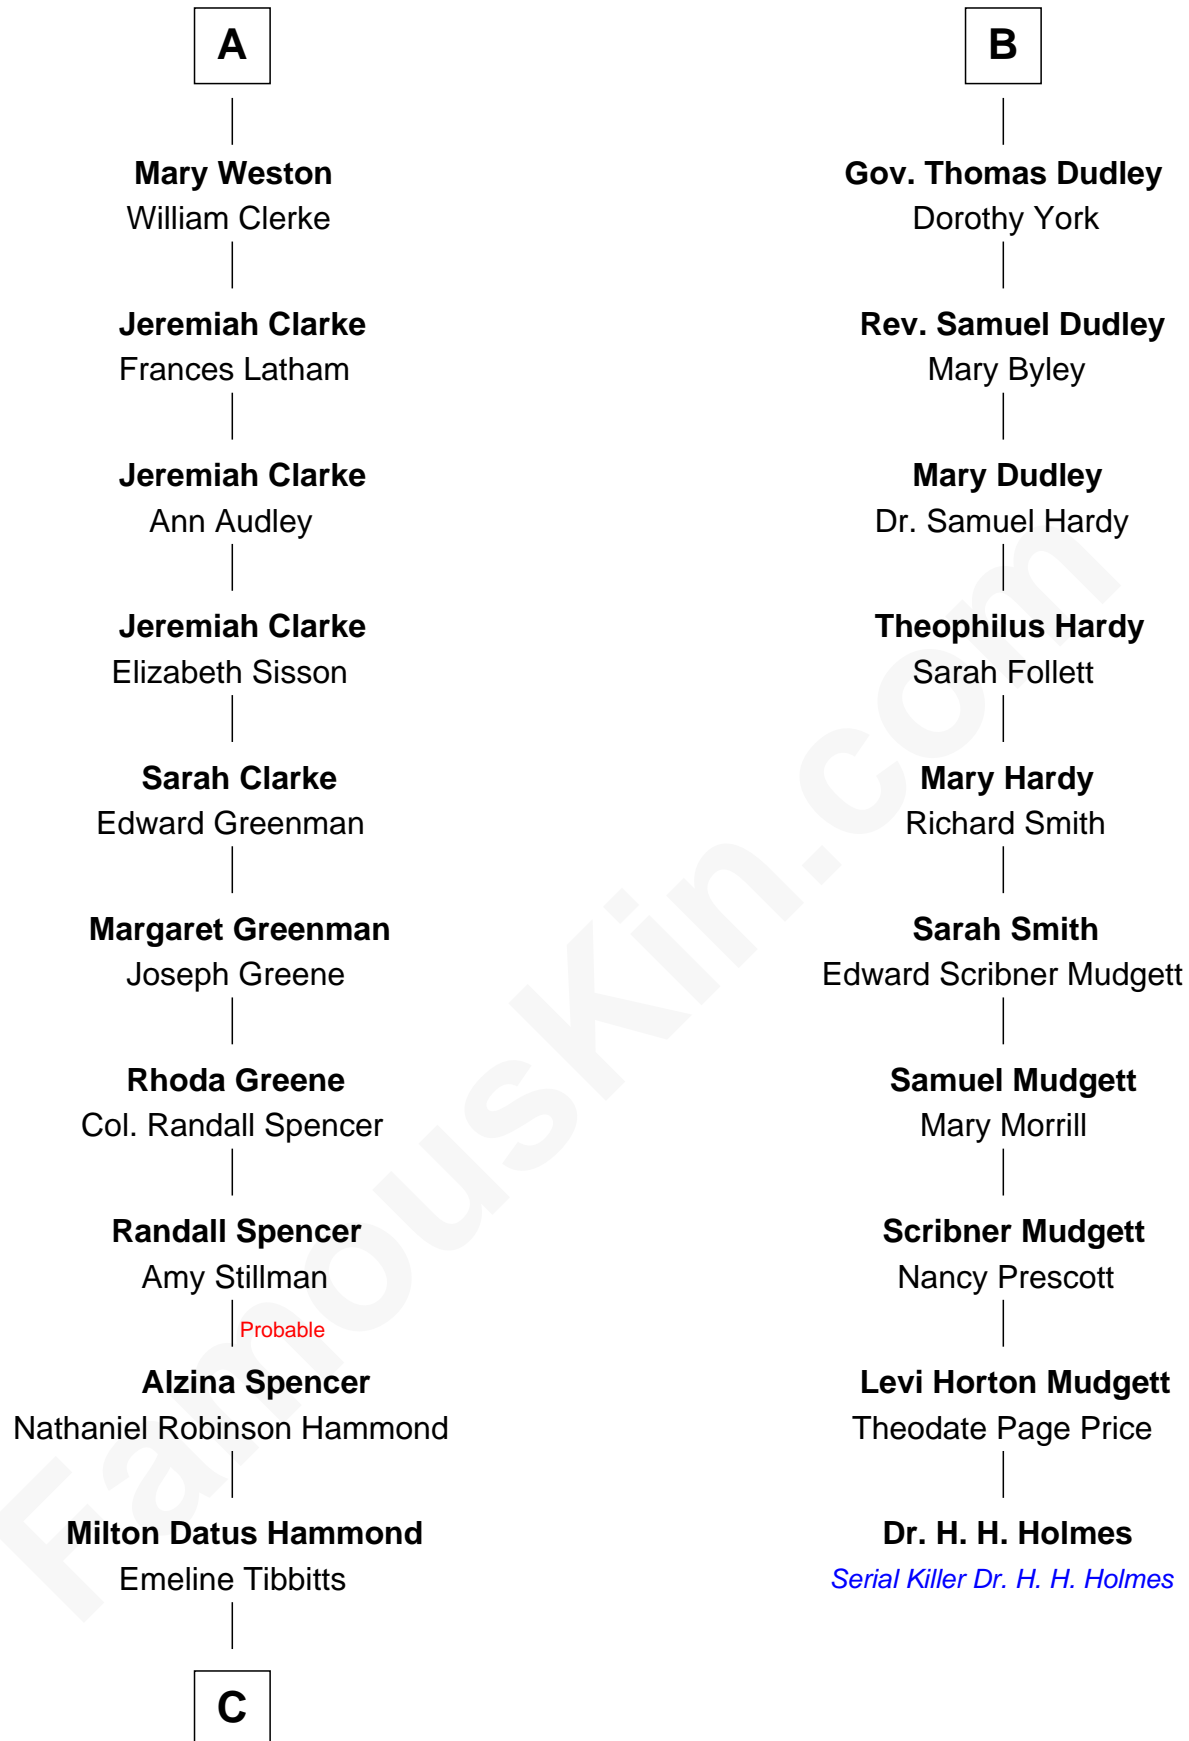 A
Mary Weston
William Clerke
Jeremiah Clarke
Frances Latham
Jeremiah Clarke
Ann Audley
Jeremiah Clarke
Elizabeth Sisson
Sarah Clarke
Edward Greenman
Margaret Greenman
Joseph Greene
Rhoda Greene
Col. Randall Spencer
Randall Spencer
Amy Stillman
Probable
Alzina Spencer
Nathaniel Robinson Hammond
Milton Datus Hammond
Emeline Tibbitts
C
B
Gov. Thomas Dudley
Dorothy York
Rev. Samuel Dudley
Mary Byley
Mary Dudley
Dr. Samuel Hardy
Theophilus Hardy
Sarah Follett
Mary Hardy
Richard Smith
Sarah Smith
Edward Scribner Mudgett
Samuel Mudgett
Mary Morrill
Scribner Mudgett
Nancy Prescott
Levi Horton Mudgett
Theodate Page Price
Dr. H. H. Holmes
Serial Killer Dr. H. H. Holmes
FamousKin.com